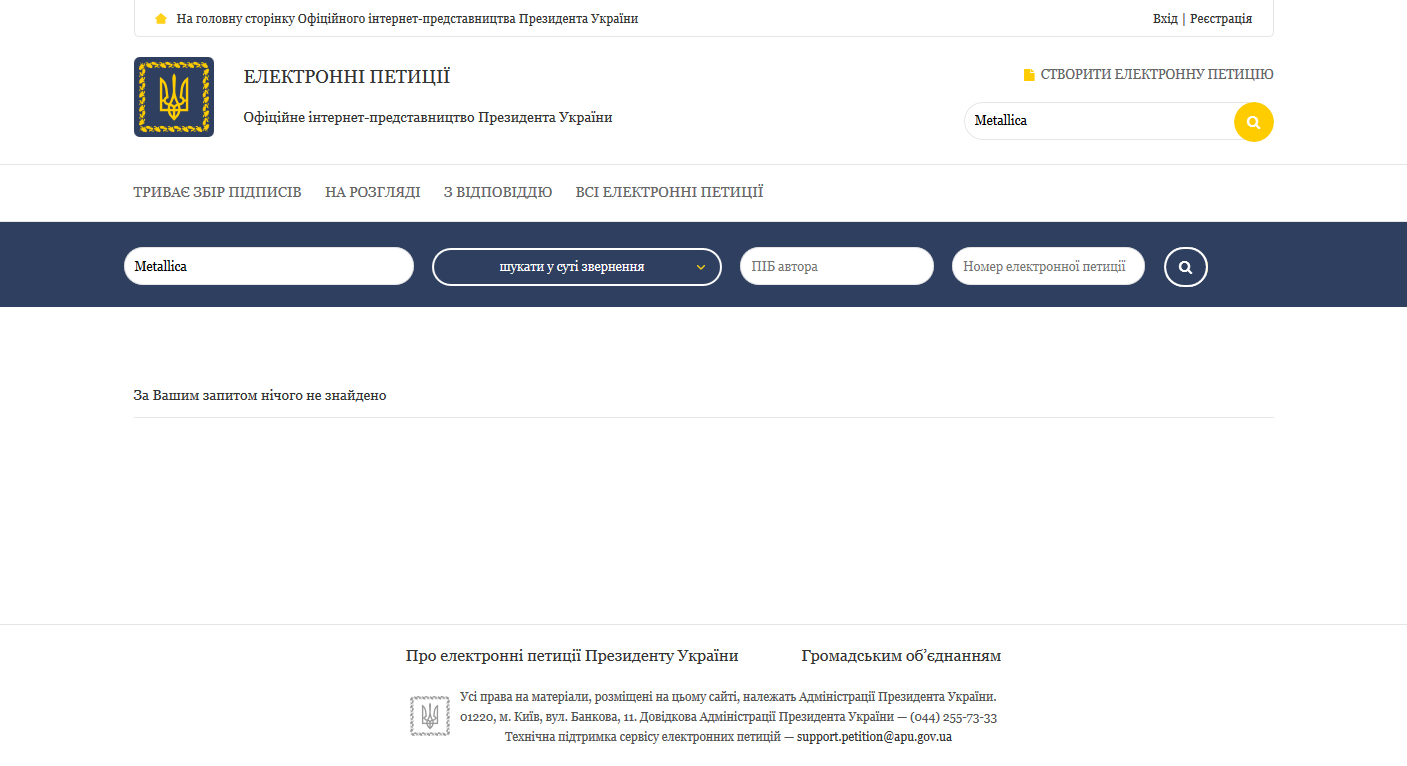 На головну сторінку Офіційного інтернет-представництва Президента України
Вхід | Реєстрація
ЕЛЕКТРОННІ ПЕТИЦІЇ
Офіційне інтернет-представництво Президента України
СТВОРИТИ ЕЛЕКТРОННУ ПЕТИЦІЮ
Metallica
ТРИВАЄ ЗБІР ПІДПИСІВ НА РОЗГЛЯДІ З ВІДПОВІДДЮ ВСІ ЕЛЕКТРОННІ ПЕТИЦІЇ
Metallica шукати у суті звернення ПІБ автора Номер електронної петиції
За Вашим запитом нічого не знайдено
Про електронні петиції Президенту України Громадським об’єднанням
Усі права на матеріали, розміщені на цьому сайті, належать Адміністрації Президента України.
01220, м. Київ, вул. Банкова, 11. Довідкова Адміністрації Президента України — (044) 255-73-33
Технічна підтримка сервісу електронних петицій — support.petition@apu.gov.ua